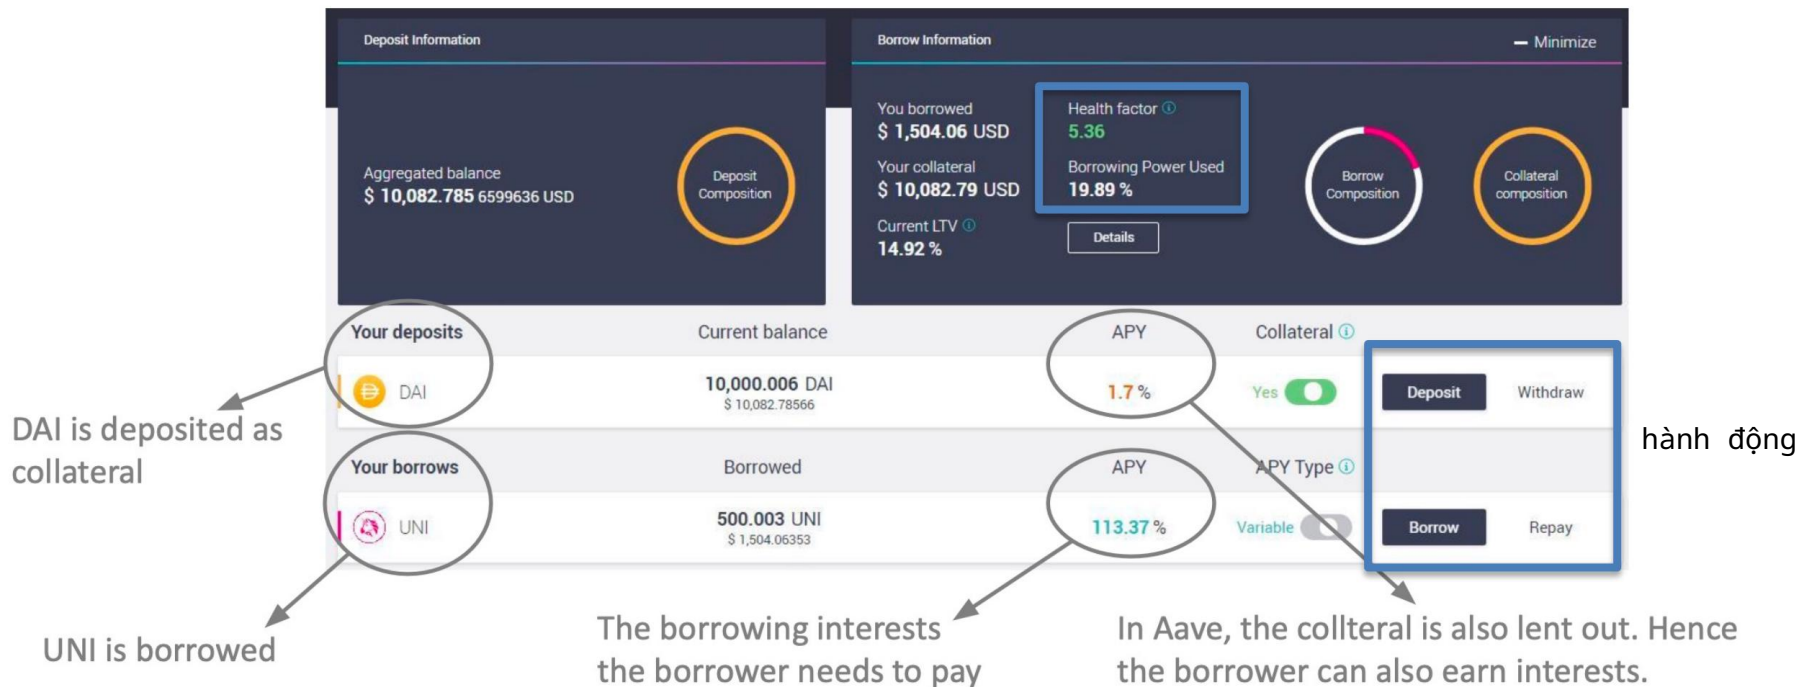 Deposit Information
Aggregated balance
$ 10,082.785 6599636 USD
Deposit
Composition
Borrow Information
— Minimize
You borrowed
$ 1,504.06 USD
Your collateral
$ 10,082.79 USD
Current LTV
14.92 %
Health factor
5.36
Borrowing Power Used
19.89 %
Details
Borrow
Composition
Collateral
composition
Your deposits Current balance APY Collateral
DAI 10,000.006 DAI 1.7 % Yes Deposit Withdraw
$ 10,082.78566
Your borrows Borrowed APY APY Type
UNI 500.003 UNI 113.37 % Variable Borrow Repay
$ 1,504.06353
DAI is deposited as
collateral
hành động
UNI is borrowed
The borrowing interests
the borrower needs to pay
In Aave, the collteral is also lent out. Hence
the borrower can also earn interests.